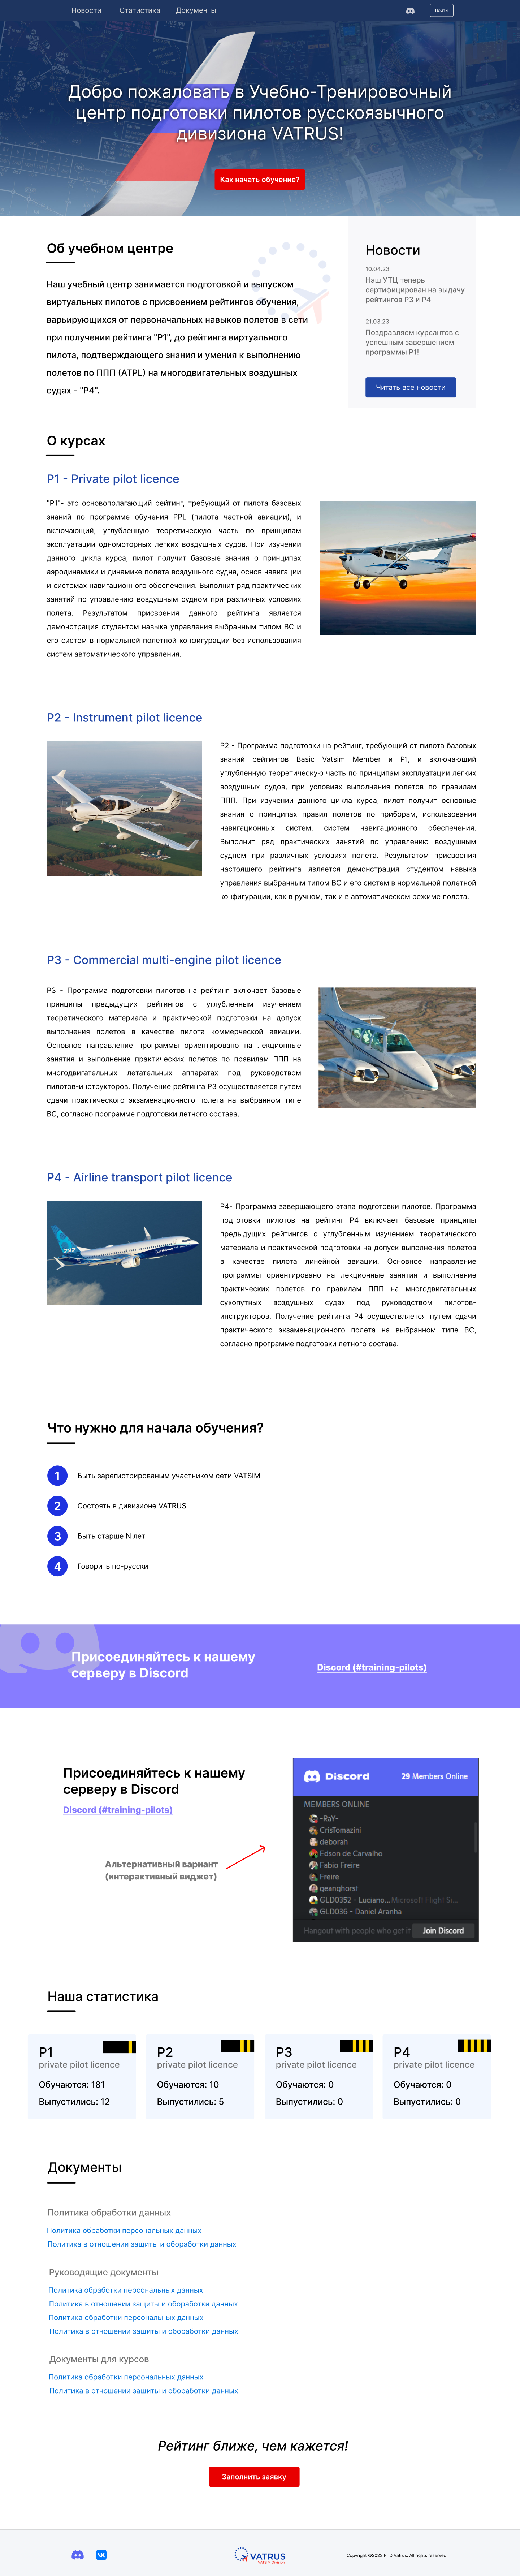 Новости Статистика Документы Войти
Добро пожаловать в Учебно-Тренировочный
центр подготовки пилотов русскоязычного
дивизиона VATRUS!
Как начать обучение?
Об учебном центре
Наш учебный центр занимается подготовкой и выпуском
виртуальных пилотов с присвоением рейтингов обучения,
варьирующихся от первоначальных навыков полетов в сети
при получении рейтинга "P1", до рейтинга виртуального
пилота, подтверждающего знания и умения к выполнению
полетов по ППП (ATPL) на многодвигательных воздушных
судах - "P4".
Новости
10.04.23
Наш УТЦ теперь
сертифицирован на выдачу
рейтингов P3 и P4
21.03.23
Поздравляем курсантов с
успешным завершением
программы P1!
Читать все новости
О курсах
P1 - Private pilot licence
"P1"- это основополагающий рейтинг, требующий от пилота базовых
знаний по программе обучения PPL (пилота частной авиации), и
включающий, углубленную теоретическую часть по принципам
эксплуатации одномоторных легких воздушных судов. При изучении
данного цикла курса, пилот получит базовые знания о принципах
аэродинамики и динамике полета воздушного судна, основ навигации
и системах навигационного обеспечения. Выполнит ряд практических
занятий по управлению воздушным судном при различных условиях
полета. Результатом присвоения данного рейтинга является
демонстрация студентом навыка управления выбранным типом ВС и
его систем в нормальной полетной конфигурации без использования
систем автоматического управления.
P2 - Instrument pilot licence
P2 - Программа подготовки на рейтинг, требующий от пилота базовых
знаний рейтингов Basic Vatsim Member и P1, и включающий
углубленную теоретическую часть по принципам эксплуатации легких
воздушных судов, при условиях выполнения полетов по правилам
ППП. При изучении данного цикла курса, пилот получит основные
знания о принципах правил полетов по приборам, использования
навигационных систем, систем навигационного обеспечения.
Выполнит ряд практических занятий по управлению воздушным
судном при различных условиях полета. Результатом присвоения
настоящего рейтинга является демонстрация студентом навыка
управления выбранным типом ВС и его систем в нормальной полетной
конфигурации, как в ручном, так и в автоматическом режиме полета.
P3 - Commercial multi-engine pilot licence
P3 - Программа подготовки пилотов на рейтинг включает базовые
принципы предыдущих рейтингов с углубленным изучением
теоретического материала и практической подготовки на допуск
выполнения полетов в качестве пилота коммерческой авиации.
Основное направление программы ориентировано на лекционные
занятия и выполнение практических полетов по правилам ППП на
многодвигательных летательных аппаратах под руководством
пилотов-инструкторов. Получение рейтинга P3 осуществляется путем
сдачи практического экзаменационного полета на выбранном типе
ВС, согласно программе подготовки летного состава.
P4 - Airline transport pilot licence
737
P4- Программа завершающего этапа подготовки пилотов. Программа
подготовки пилотов на рейтинг P4 включает базовые принципы
предыдущих рейтингов с углубленным изучением теоретического
материала и практической подготовки на допуск выполнения полетов
в качестве пилота линейной авиации. Основное направление
программы ориентировано на лекционные занятия и выполнение
практических полетов по правилам ППП на многодвигательных
сухопутных воздушных судах под руководством пилотов-
инструкторов. Получение рейтинга P4 осуществляется путем сдачи
практического экзаменационного полета на выбранном типе ВС,
согласно программе подготовки летного состава.
Что нужно для начала обучения?
1 Быть зарегистрированым участником сети VATSIM
2 Состоять в дивизионе VATRUS
3 Быть старше N лет
4 Говорить по-русски
Присоединяйтесь к нашему
серверу в Discord
Discord (#training-pilots)
Присоединяйтесь к нашему
серверу в Discord
Discord (#training-pilots)
Альтернативный вариант
(интерактивный виджет)
Discord 29 Members Online
MEMBERS ONLINE
-RaY-
CrisTomazini
deborah
Edson de Carvalho
Fabio Freire
Freire
geanghorst
GLD0352 - Luciano... Microsoft Flight Si...
GLD036 - Daniel Aranha
Hangout with people who get it Join Discord
Наша статистика
P1
private pilot licence
Обучаются: 181
Выпустились: 12
P2
private pilot licence
Обучаются: 10
Выпустились: 5
P3
private pilot licence
Обучаются: 0
Выпустились: 0
P4
private pilot licence
Обучаются: 0
Выпустились: 0
Документы
Политика обработки данных
Политика обработки персональных данных
Политика в отношении защиты и обоработки данных
Руководящие документы
Политика обработки персональных данных
Политика в отношении защиты и обоработки данных
Политика обработки персональных данных
Политика в отношении защиты и обоработки данных
Документы для курсов
Политика обработки персональных данных
Политика в отношении защиты и обоработки данных
Рейтинг ближе, чем кажется!
Заполнить заявку
VATRUS
Copyright ©2023 PTD Vatrus. All rights reserved.